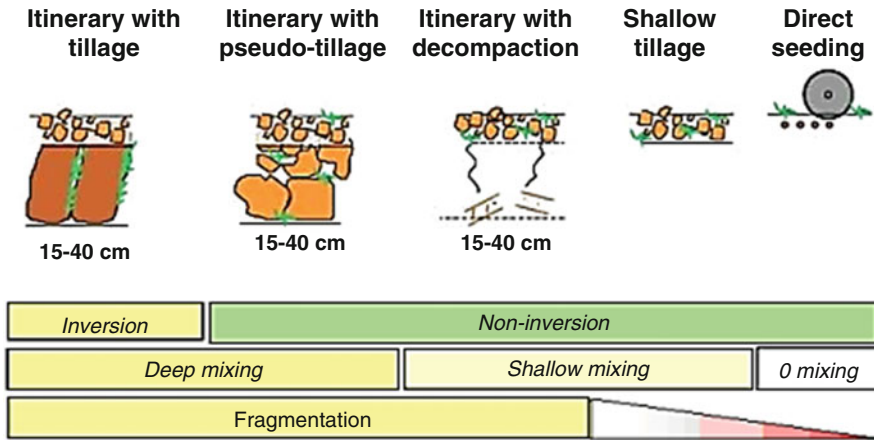 Itinerary with
tillage
Itinerary with
pseudo-tillage
Itinerary with
decompaction
Shallow
tillage
Direct
seeding
15-40 cm
15-40 cm
15-40 cm
Inversion
Non-inversion
Deep mixing
Shallow mixing
0 mixing
Fragmentation